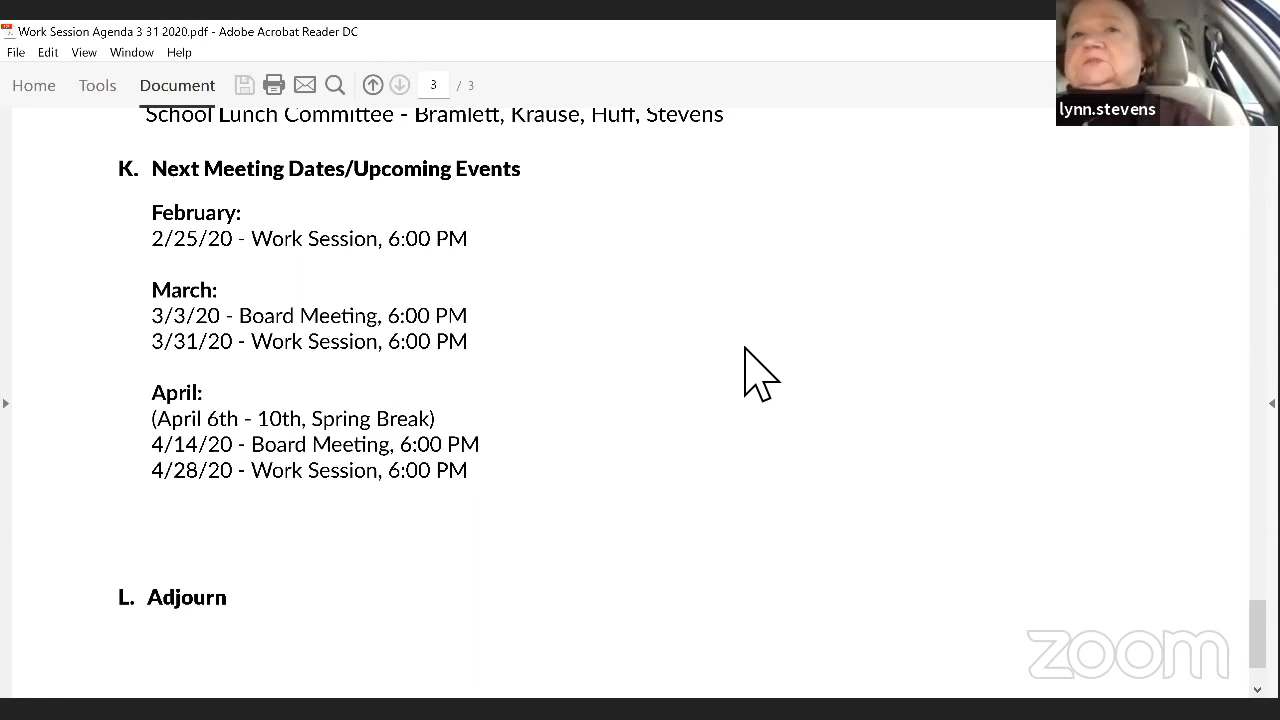 Work Session Agenda 3 31 2020.pdf - Adobe Acrobat Reader DC
File Edit View Window Help
Home Tools Document 3 / 3
lynn.stevens
School Lunch Committee - Bramlett, Krause, Huff, Stevens
K. Next Meeting Dates/Upcoming Events
February:
2/25/20 - Work Session, 6:00 PM
March:
3/3/20 - Board Meeting, 6:00 PM
3/31/20 - Work Session, 6:00 PM
April:
(April 6th - 10th, Spring Break)
4/14/20 - Board Meeting, 6:00 PM
4/28/20 - Work Session, 6:00 PM
L. Adjourn
zoom